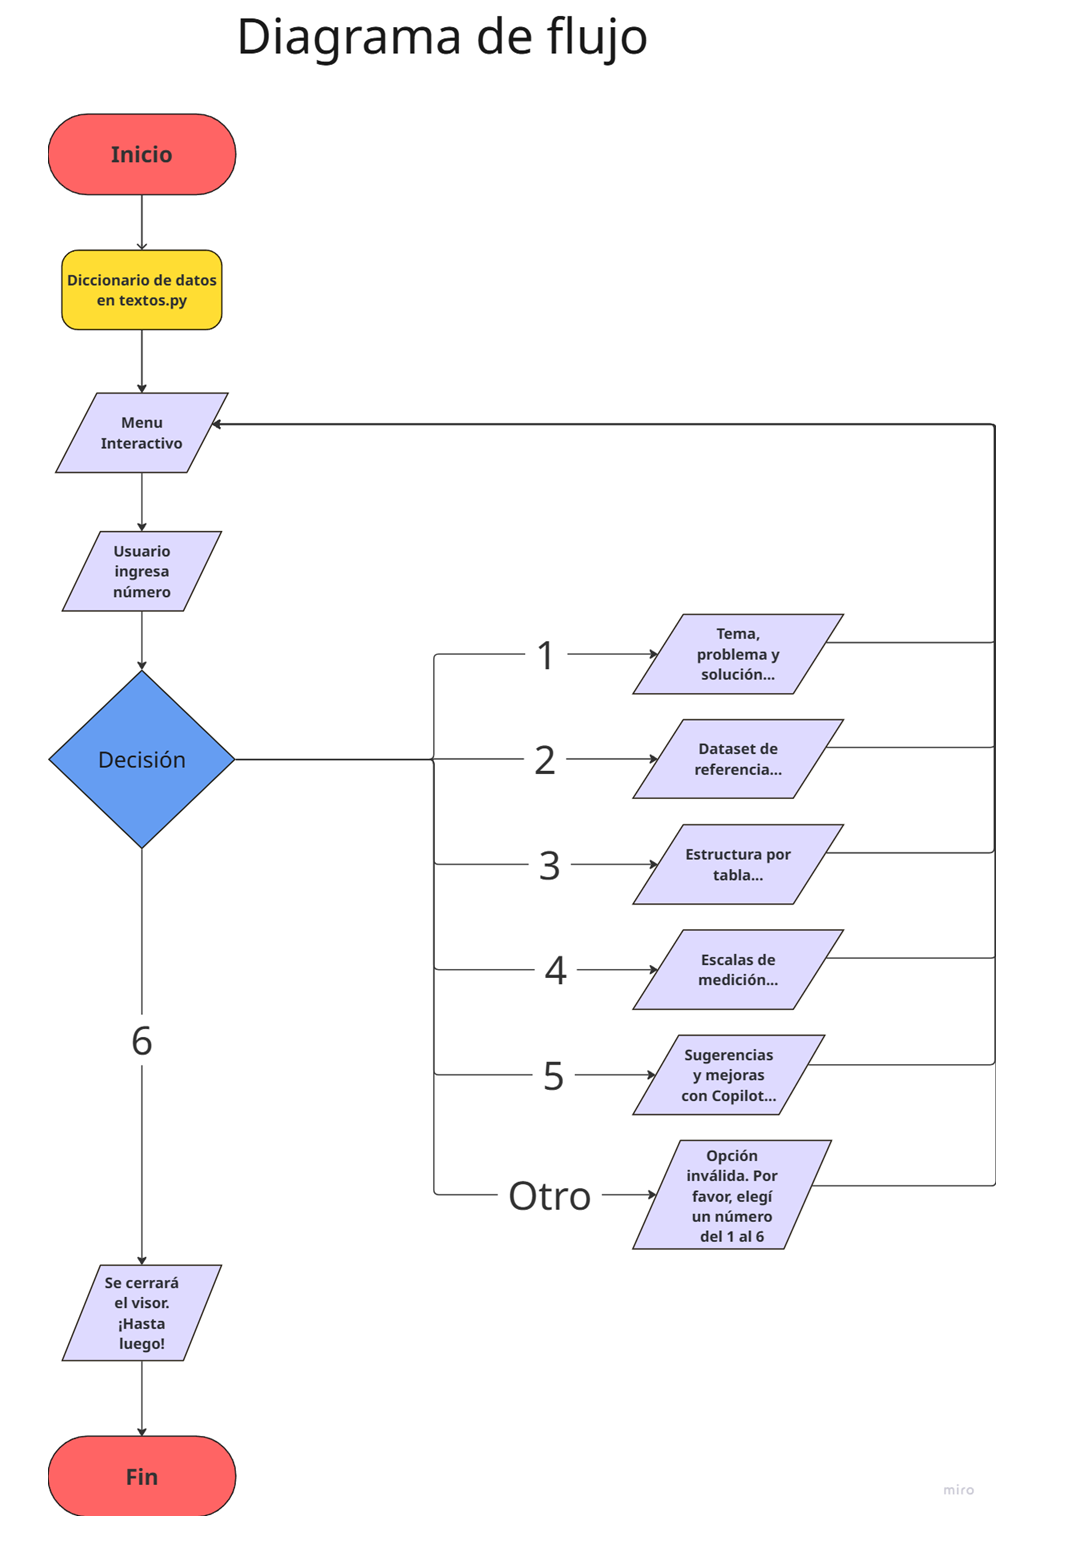 Diagrama de flujo
Inicio
Diccionario de datos
en textos.py
Menu
Interactivo
Usuario
ingresa
número
Decisión
1
Tema,
problema y
solución...
2
Dataset de
referencia...
3
Estructura por
tabla...
4
Escalas de
medición...
5
Sugerencias
y mejoras
con Copilot...
Otro
Opción
inválida. Por
favor, elegí
un número
del 1 al 6
6
Se cerrará
el visor.
¡Hasta
luego!
Fin
miro